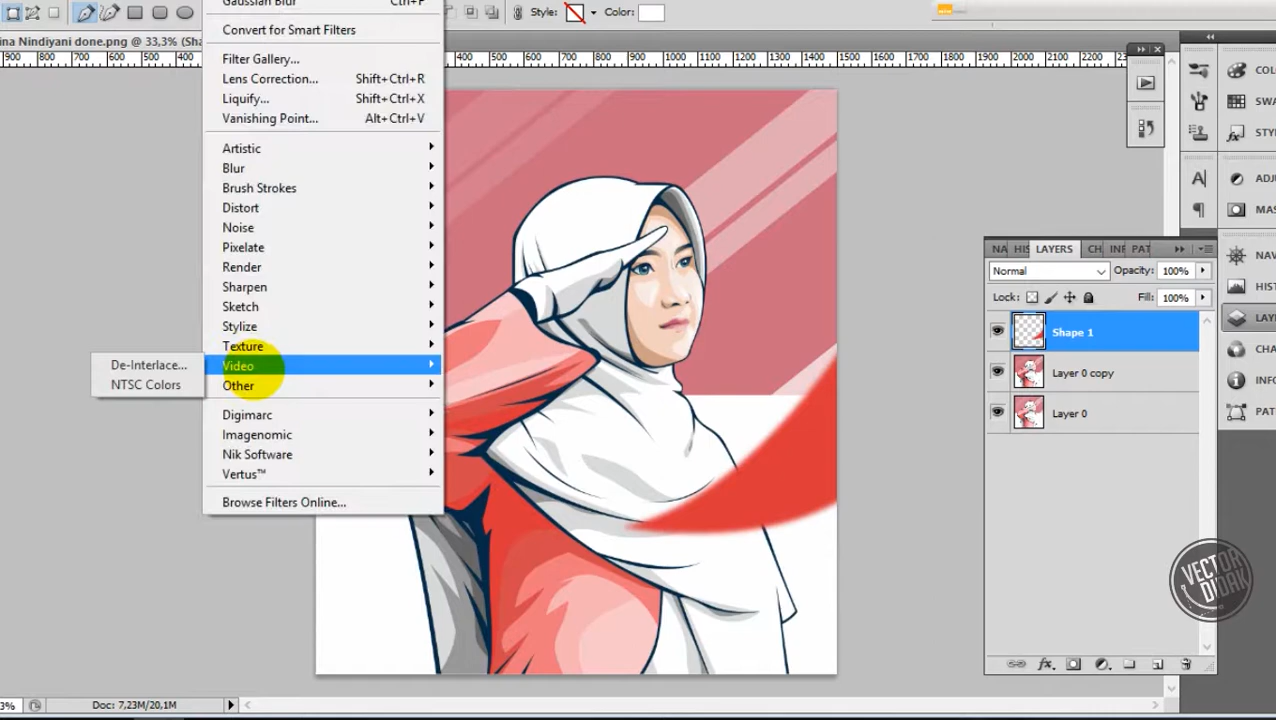 Gaussian Blur Ctrl+F
Style: Color:
Convert for Smart Filters
ina Nindiyani done.png @ 33,3% (Sha
900 800 700 600 500 400 500 600 700 800 900 1000 1100 1200 1300 1400 1500 1600 1700 1800 1900 2000 2100 2200 23
Filter Gallery...
Lens Correction... Shift+Ctrl+R
Liquify... Shift+Ctrl+X
Vanishing Point... Alt+Ctrl+V
Artistic
Blur
Brush Strokes
Distort
Noise
Pixelate
Render
Sharpen
Sketch
Stylize
Texture
Video
Other
De-Interlace...
NTSC Colors
Digimarc
Imagenomic
Nik Software
Vertus™
Browse Filters Online...
COL
SWA
STY
ADJ
MAS
NAV
HIST
LAYE
CHA
INFO
PAT
NA HIS LAYERS CH INF PAT
Normal Opacity: 100%
Lock: Fill: 100%
Shape 1
Layer 0 copy
Layer 0
fx
VECTOR
DIDAK
3% Doc: 7,23M/20,1M